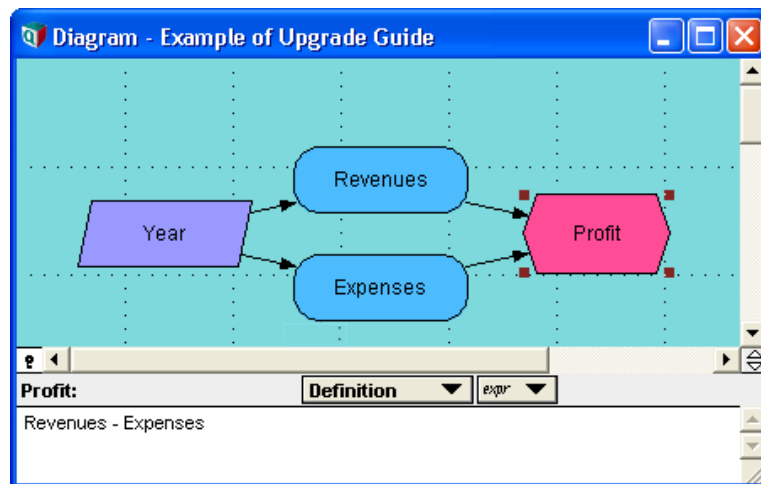 Diagram - Example of Upgrade Guide
Revenues
Year
Profit
Expenses
Profit:
Definition
expr
Revenues - Expenses